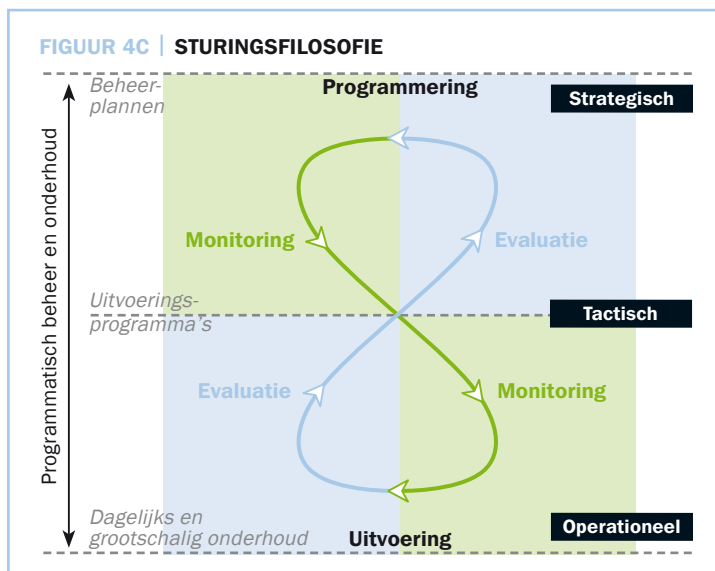 FIGUUR 4C | STURINGSFILOSOFIE
Beheer-
plannen
Programmering
Strategisch
Programmatisch beheer en onderhoud
Monitoring
Evaluatie
Uitvoerings-
programma's
Tactisch
Evaluatie
Monitoring
Dagelijks en
grootschalig onderhoud
Uitvoering
Operationeel